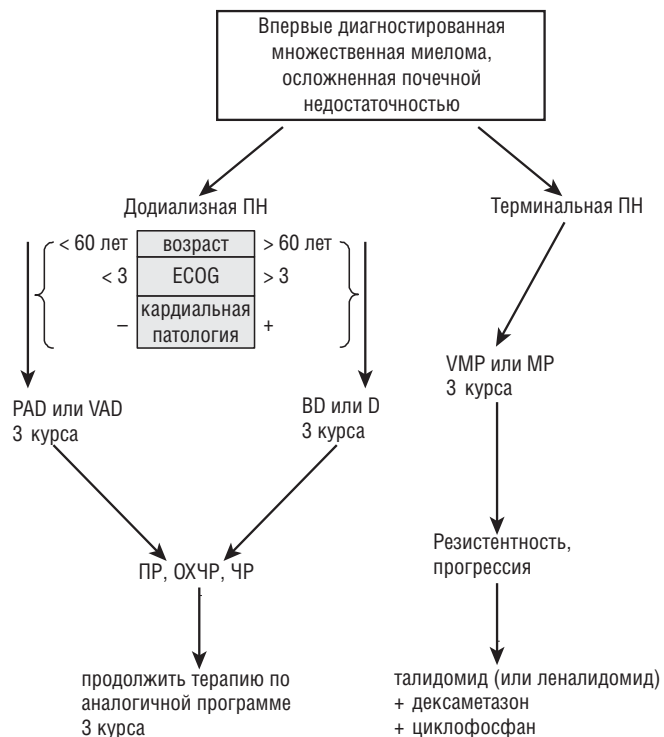 Впервые диагностированная
множественная миелома,
осложненная почечной
недостаточностью
Додиализная ПН
Терминальная ПН
< 60 лет возраст > 60 лет
< 3 ECOG > 3
кардиальная
– патология +
PAD или VAD
3 курса
BD или D
3 курса
VMP или MP
3 курса
ПР, ОХЧР, ЧР
Резистентность,
прогрессия
продолжить терапию по
аналогичной программе
3 курса
талидомид (или леналидомид)
+ дексаметазон
+ циклофосфан